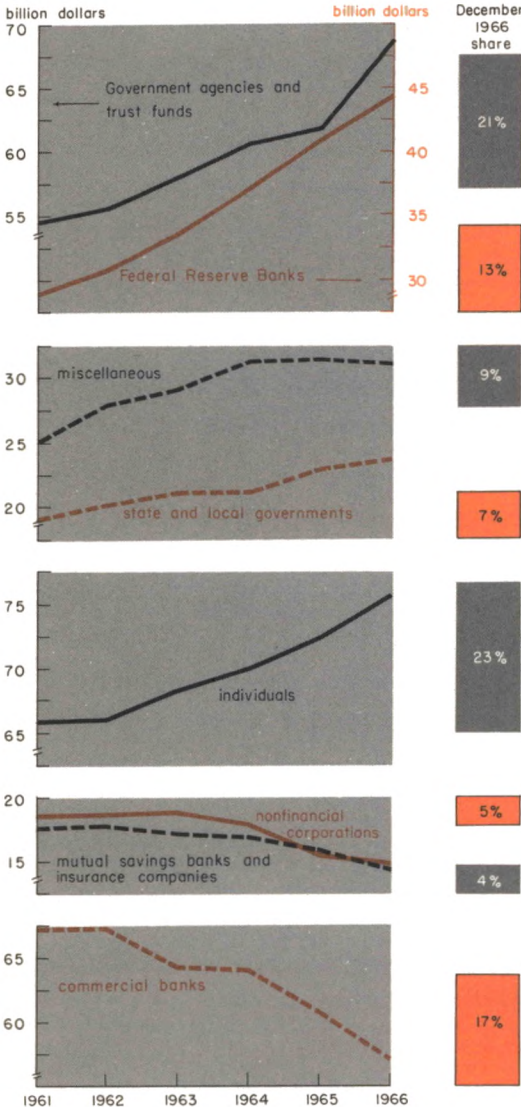 billion dollars
billion dollars
December
1966
share
70
65
60
55
45
40
35
30
Government agencies and
trust funds
Federal Reserve Banks
21%
13%
30
25
20
miscellaneous
state and local governments
9%
7%
75
70
65
individuals
23%
20
15
nonfinancial
corporations
mutual savings banks and
insurance companies
5%
4%
65
60
commercial banks
17%
1961 1962 1963 1964 1965 1966